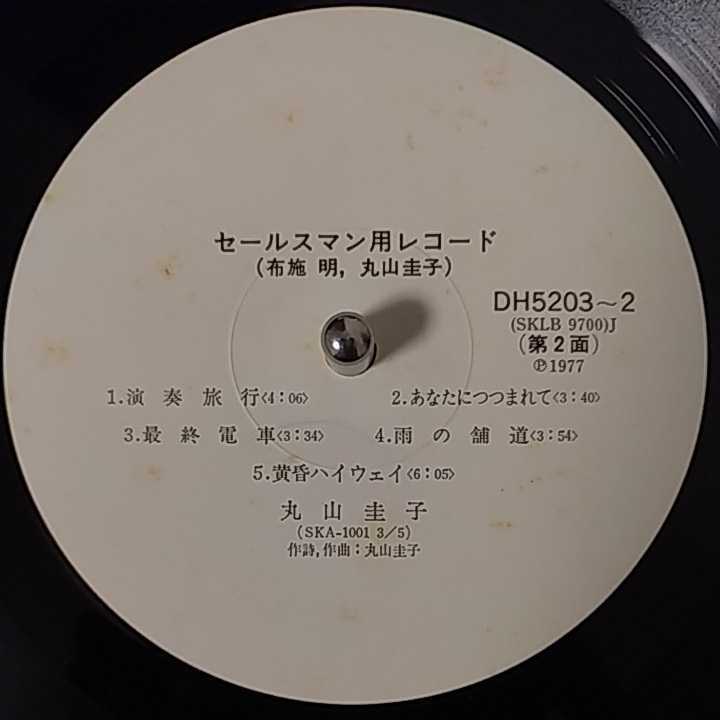 セールスマン用レコード
(布施 明, 丸山圭子)
DH5203～2
(SKLB 9700)J
(第2面)
℗1977
1.演奏旅行〈4:06〉 2.あなたにつつまれて〈3:40〉
3.最終電車〈3:34〉 4.雨の舗道〈3:54〉
5.黄昏ハイウェイ〈6:05〉
丸山圭子
(SKA-1001 3/5)
作詩,作曲:丸山圭子